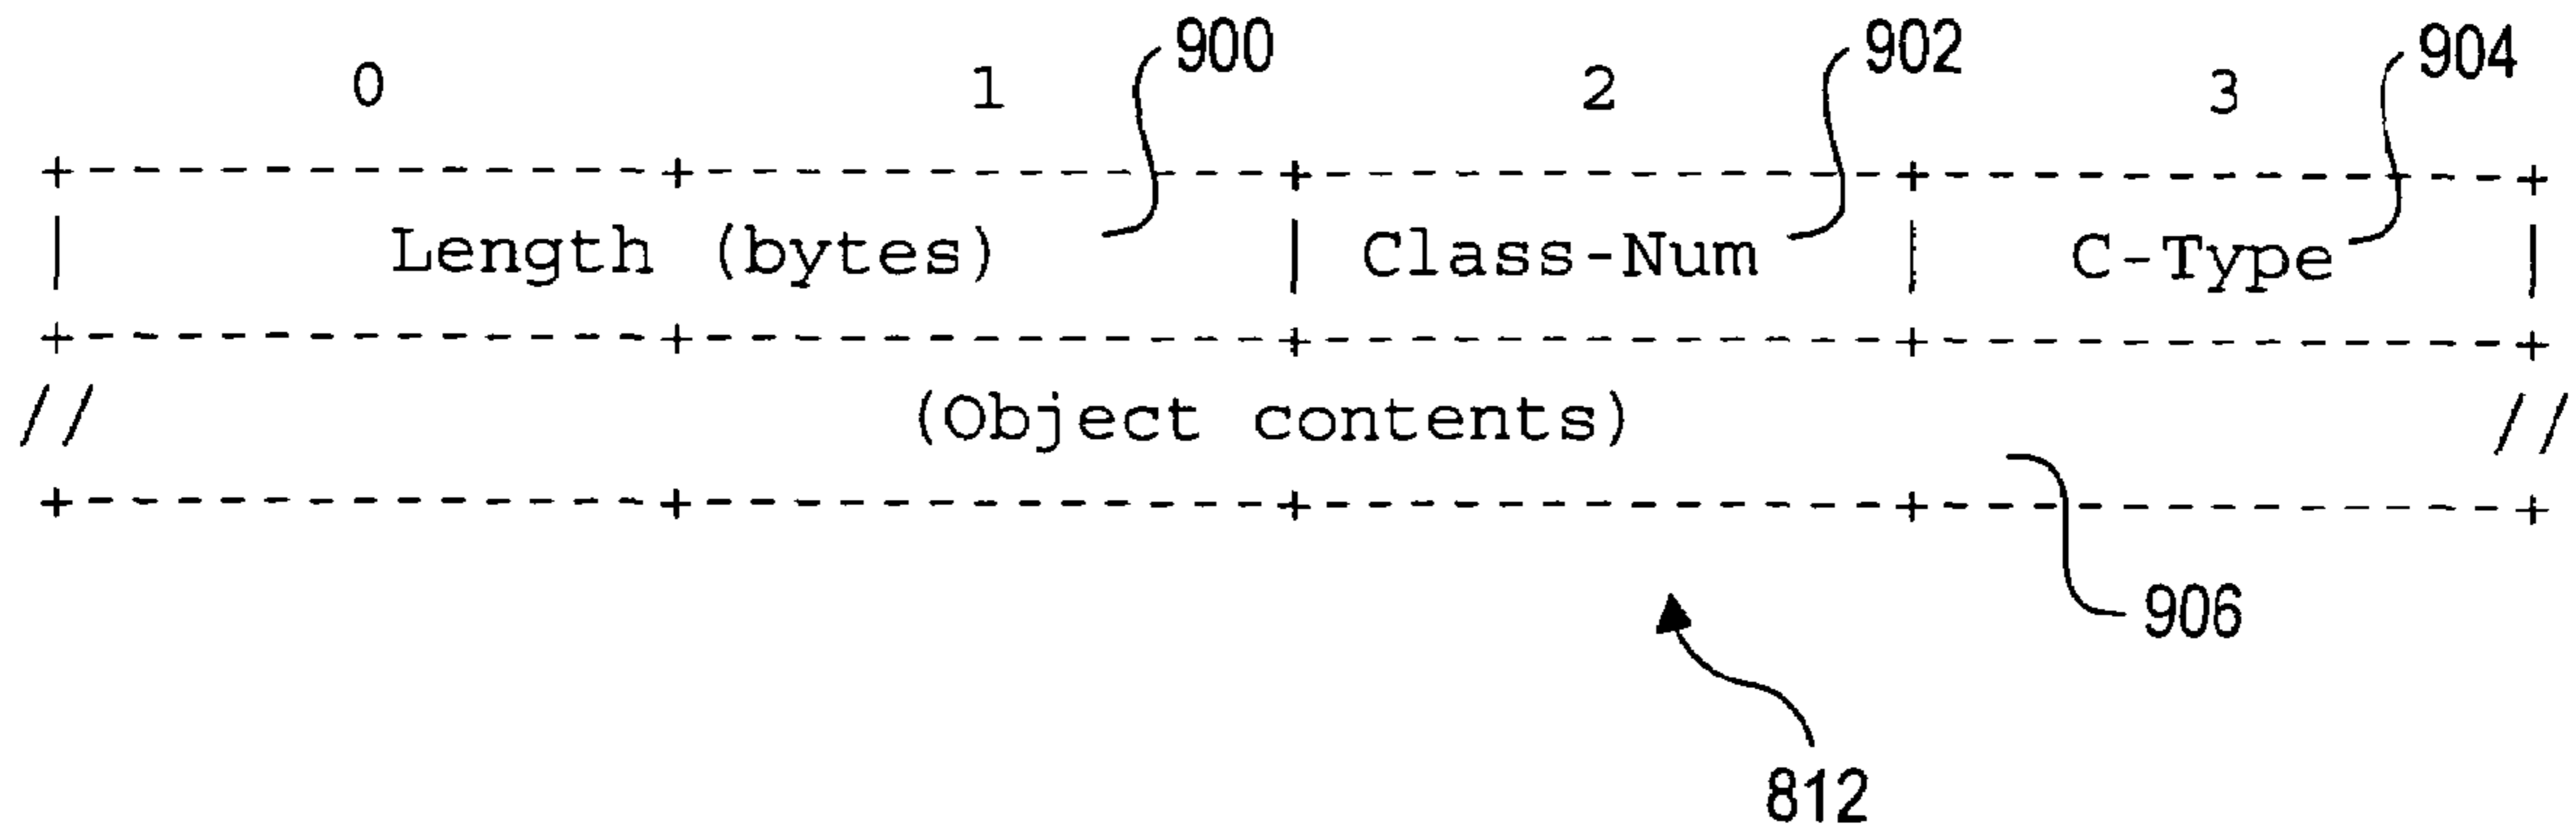 0 1 900 2 902 3 904
+-------------+-------------+-------------+-------------+
| Length (bytes) | Class-Num | C-Type |
+-------------+-------------+-------------+-------------+
// (Object contents) //
+-------------+-------------+-------------+-------------+
906
812